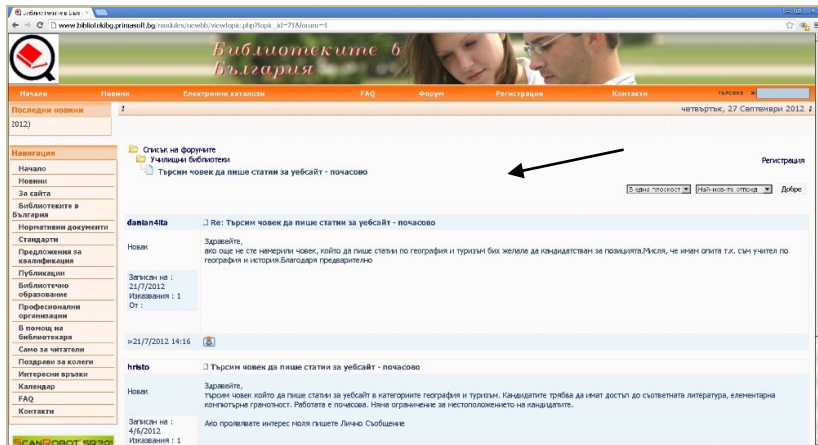 Библиотеките в Бълг
www.bibliotekibg.primasoft.bg/modules/newbb/viewtopic.php?topic_id=71&forum=4
Библиотеките в
България
Начало Новини Електронни каталози FAQ Форум Регистрация Контакти ТЪРСЕНЕ
Последни новини
четвъртък, 27 Септември 2012
2012)
Навигация
Начало
Новини
За сайта
Библиотеките в
България
Нормативни документи
Стандарти
Предложения за
квалификация
Публикации
Библиотечно
образование
Професионални
организации
В помощ на
библиотекаря
Само за читатели
Поздрави за колеги
Интересни връзки
Календар
FAQ
Контакти
SCANROBOT SR301
Списък на форумите
Училищни библиотеки
Търсим човек да пише статии за уебсайт - почасово
Регистрация
В една плоскост Най-новите отпред Добре
danian4ita
Re: Търсим човек да пише статии за уебсайт - почасово
Новак
Записан на :
21/7/2012
Изказвания : 1
От :
Здравейте,
ако още не сте намерили човек, който да пише статии по география и туризъм бих желала да кандидатствам за позицията.Мисля, че имам опита т.к. съм учител по
география и история.Благодаря предварително
»21/7/2012 14:16
hristo
Търсим човек да пише статии за уебсайт - почасово
Новак
Записан на :
4/6/2012
Изказвания : 1
Здравейте,
търсим човек който да пише статии за уебсайт в категориите география и туризъм. Кандидатите трябва да имат достъп до съответната литература, елементарна
компютърна грамотност. Работата е почасова. Няма ограничение за местоположението на кандидатите.
Ако проявявате интерес моля пишете Лично Съобщение